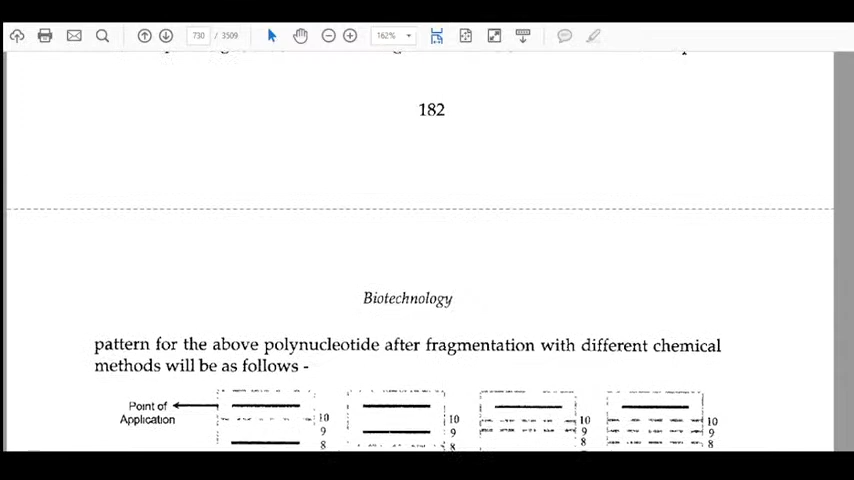 730 / 3509
162%
182
Biotechnology
pattern for the above polynucleotide after fragmentation with different chemical
methods will be as follows -
Point of
Application
10
9
8
10
9
8
10
9
8
10
9
8